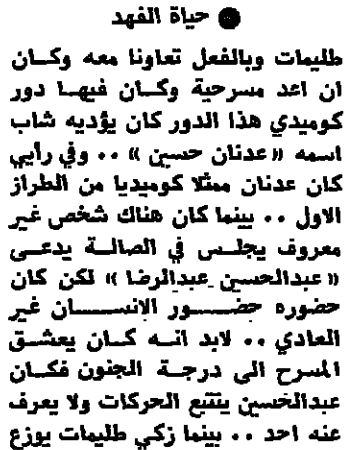 حياة الفهد
طليمات وبالفعل تعاونا معه وكان
ان اعد مسرحية وكان فيها دور
كوميدي هذا الدور كان يؤديه شاب
اسمه «عدنان حسين» .. وفي رأيي
كان عدنان ممثلا كوميديا من الطراز
الاول .. بينما كان هناك شخص غير
معروف يجلس في الصالة يدعى
«عبدالحسين عبدالرضا» لكن كان
حضوره حضور الانسان غير
العادي .. لابد انه كان يعشق
المسرح الى درجة الجنون فكان
عبدالحسين يتتبع الحركات ولا يعرف
عنه احد .. بينما زكي طليمات يوزع